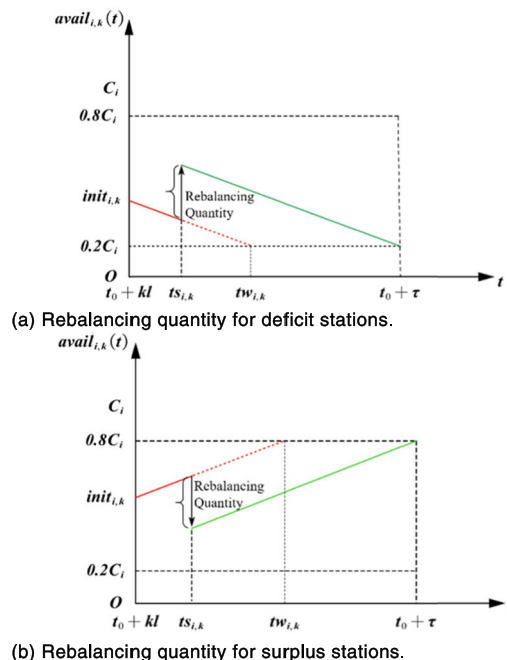 avail_{i,k}(t)
C_i
0.8C_i
init_{i,k}
Rebalancing
Quantity
0.2C_i
O
t
t_0 + kl ts_{i,k} tw_{i,k} t_0 + τ
(a) Rebalancing quantity for deficit stations.
avail_{i,k}(t)
C_i
0.8C_i
init_{i,k}
Rebalancing
Quantity
0.2C_i
O
t_0 + kl ts_{i,k} tw_{i,k} t_0 + τ
(b) Rebalancing quantity for surplus stations.